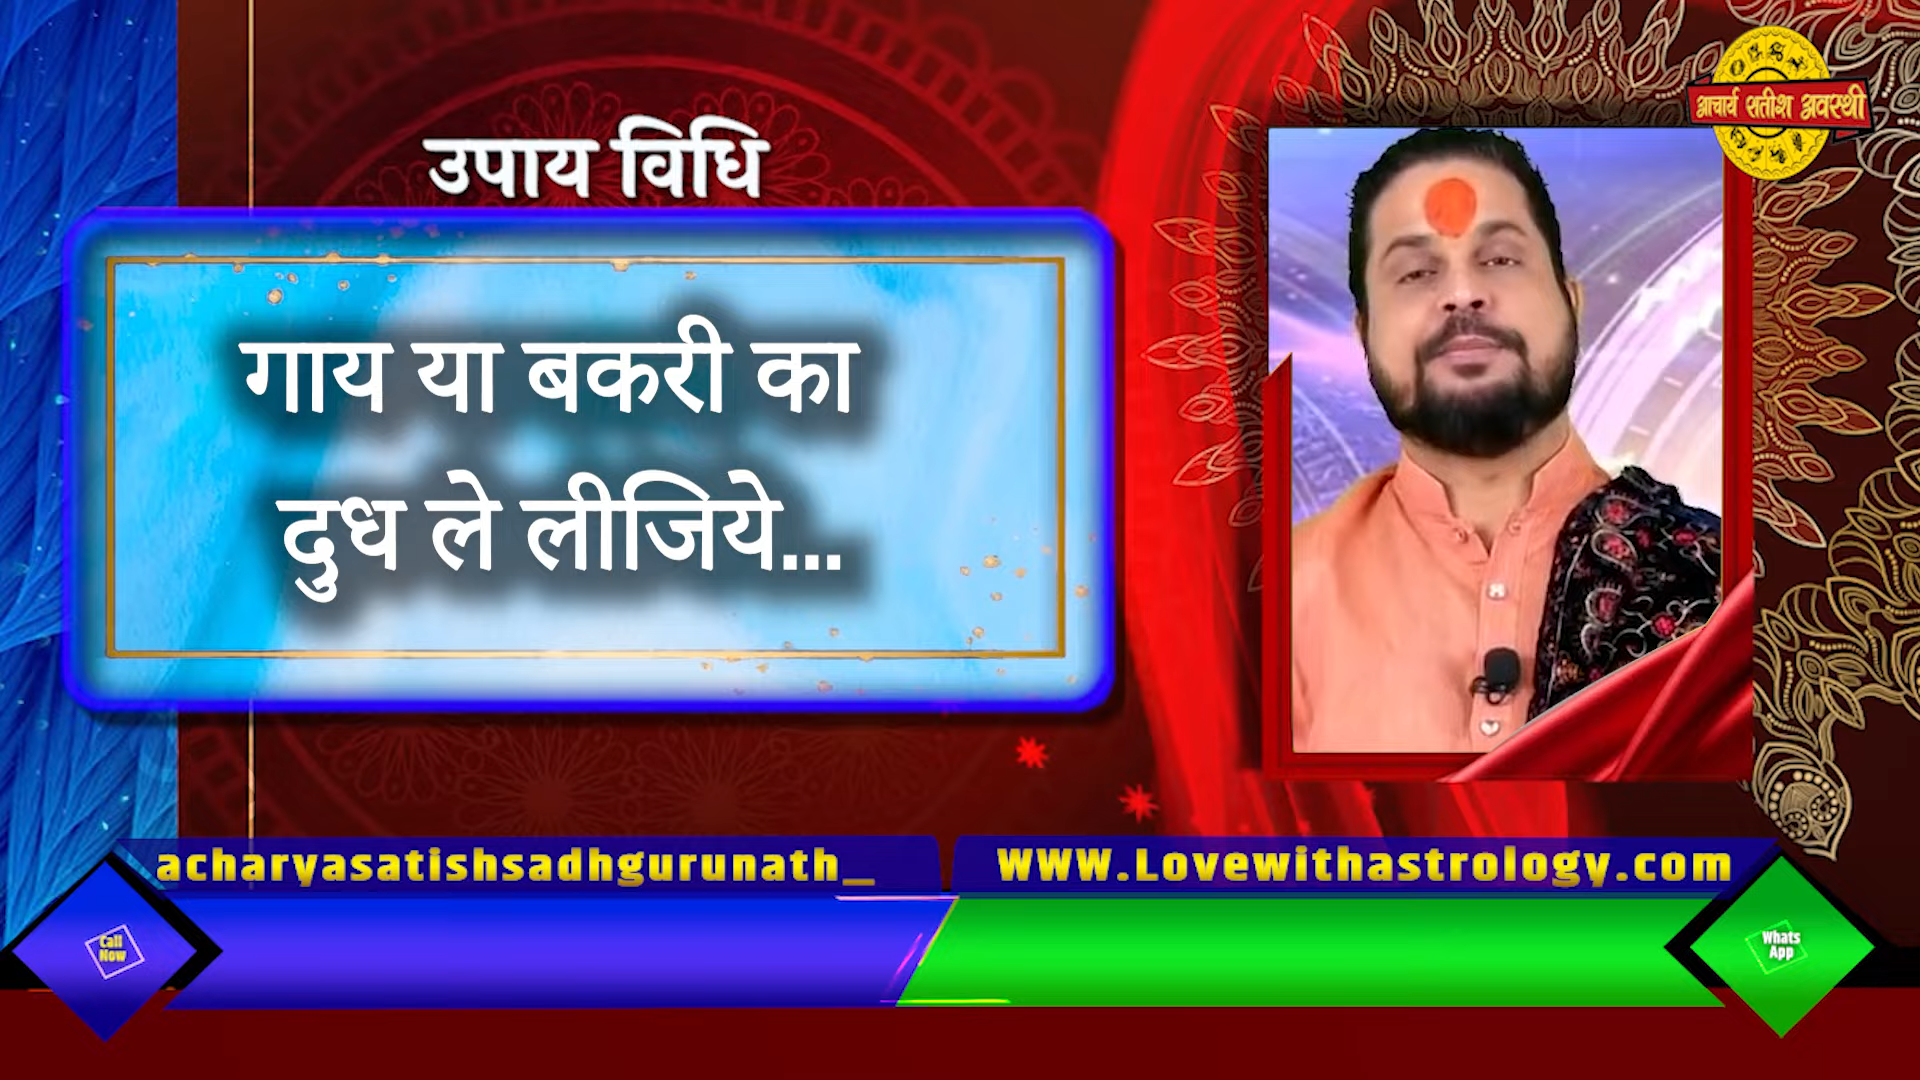 आचार्य सतीश अवस्थी
उपाय विधि
गाय या बकरी का
दुध ले लीजिये...
acharyasatishsadhgurunath_
WWW.Lovewithastrology.com
Call
Now
Whats
App